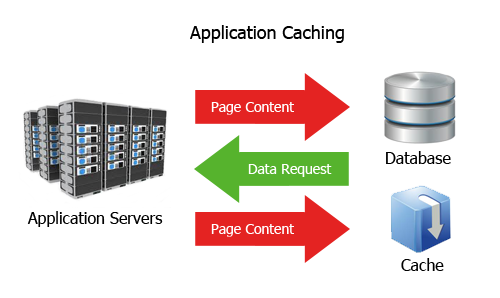 Application Caching
Page Content
Database
Data Request
Application Servers
Page Content
Cache